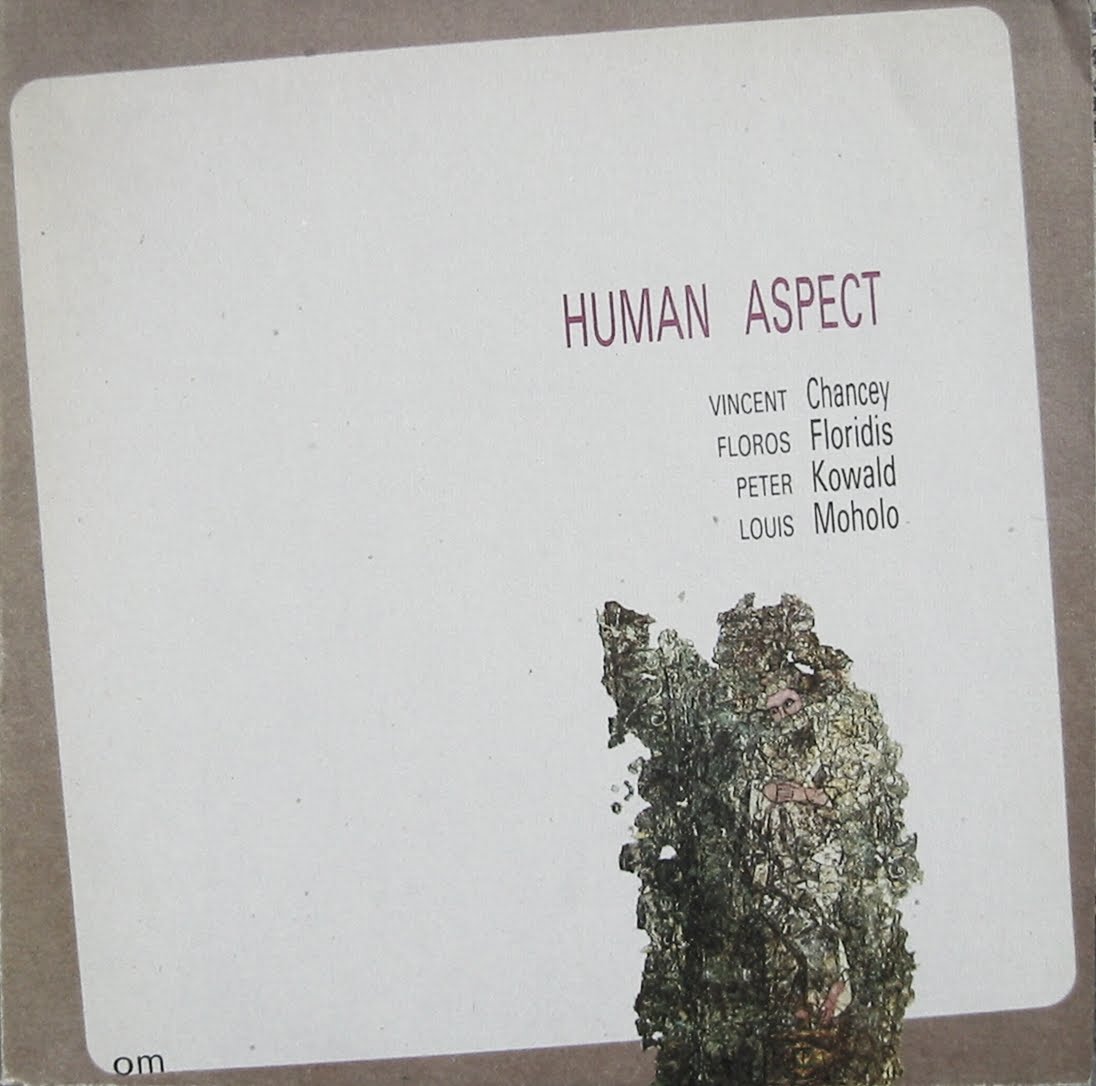 HUMAN ASPECT
VINCENT Chancey
FLOROS Floridis
PETER Kowald
LOUIS Moholo
om